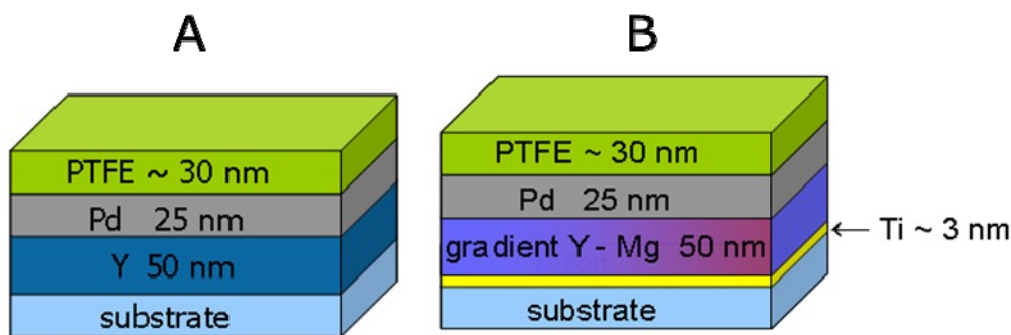 A
PTFE ~ 30 nm
Pd 25 nm
Y 50 nm
substrate
B
PTFE ~ 30 nm
Pd 25 nm
gradient Y - Mg 50 nm
substrate
← Ti ~ 3 nm